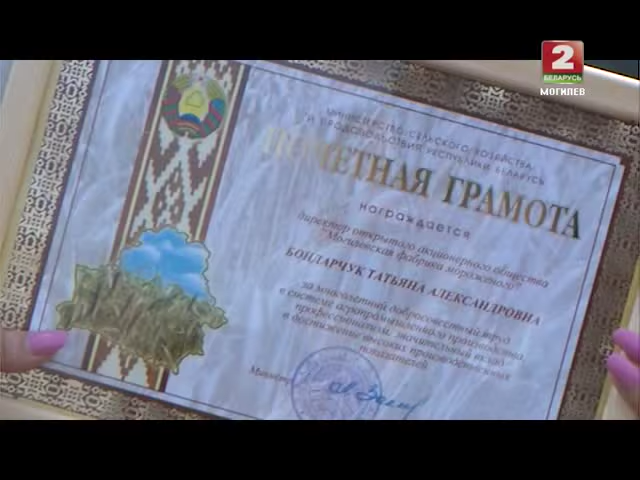 2
БЕЛАРУСЬ
МОГИЛЕВ
МИНИСТЕРСТВО СЕЛЬСКОГО ХОЗЯЙСТВА
И ПРОДОВОЛЬСТВИЯ РЕСПУБЛИКИ БЕЛАРУСЬ
ПОЧЕТНАЯ ГРАМОТА
награждается
директор открытого акционерного общества
"Могилевская фабрика мороженого"
БОНДАРЧУК ТАТЬЯНА АЛЕКСАНДРОВНА
за многолетний добросовестный труд
в системе агропромышленного производства,
профессионализм, значительный вклад
в достижение высоких производственных
показателей
Министр